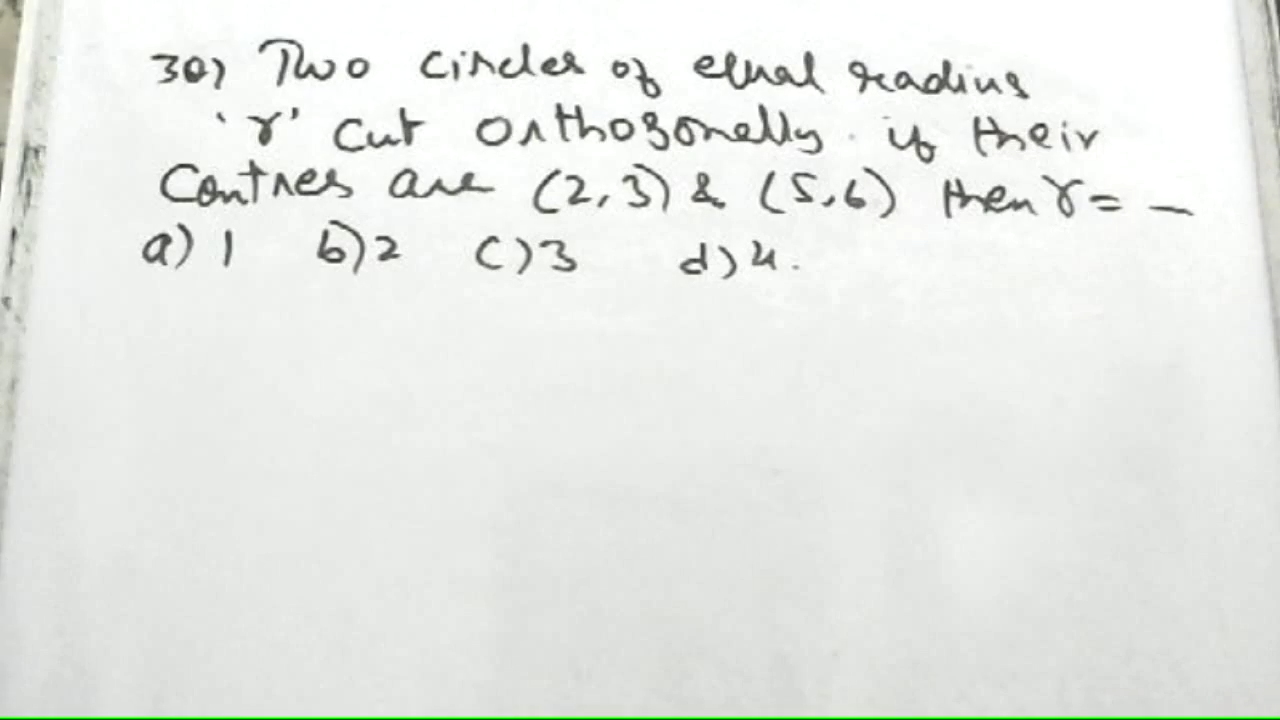 30) Two circles of equal radius
'r' cut orthogonally. if their
Centres are (2,3) & (5,6) then r = —
a) 1 b) 2 c) 3 d) 4.